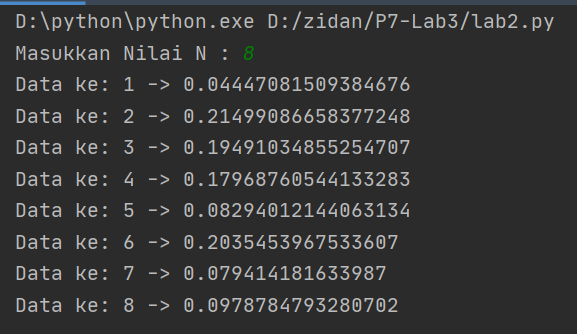 D:\python\python.exe D:/zidan/P7-Lab3/lab2.py
Masukkan Nilai N : 8
Data ke: 1 -> 0.04447081509384676
Data ke: 2 -> 0.21499086658377248
Data ke: 3 -> 0.19491034855254707
Data ke: 4 -> 0.17968760544133283
Data ke: 5 -> 0.08294012144063134
Data ke: 6 -> 0.2035453967533607
Data ke: 7 -> 0.079414181633987
Data ke: 8 -> 0.0978784793280702